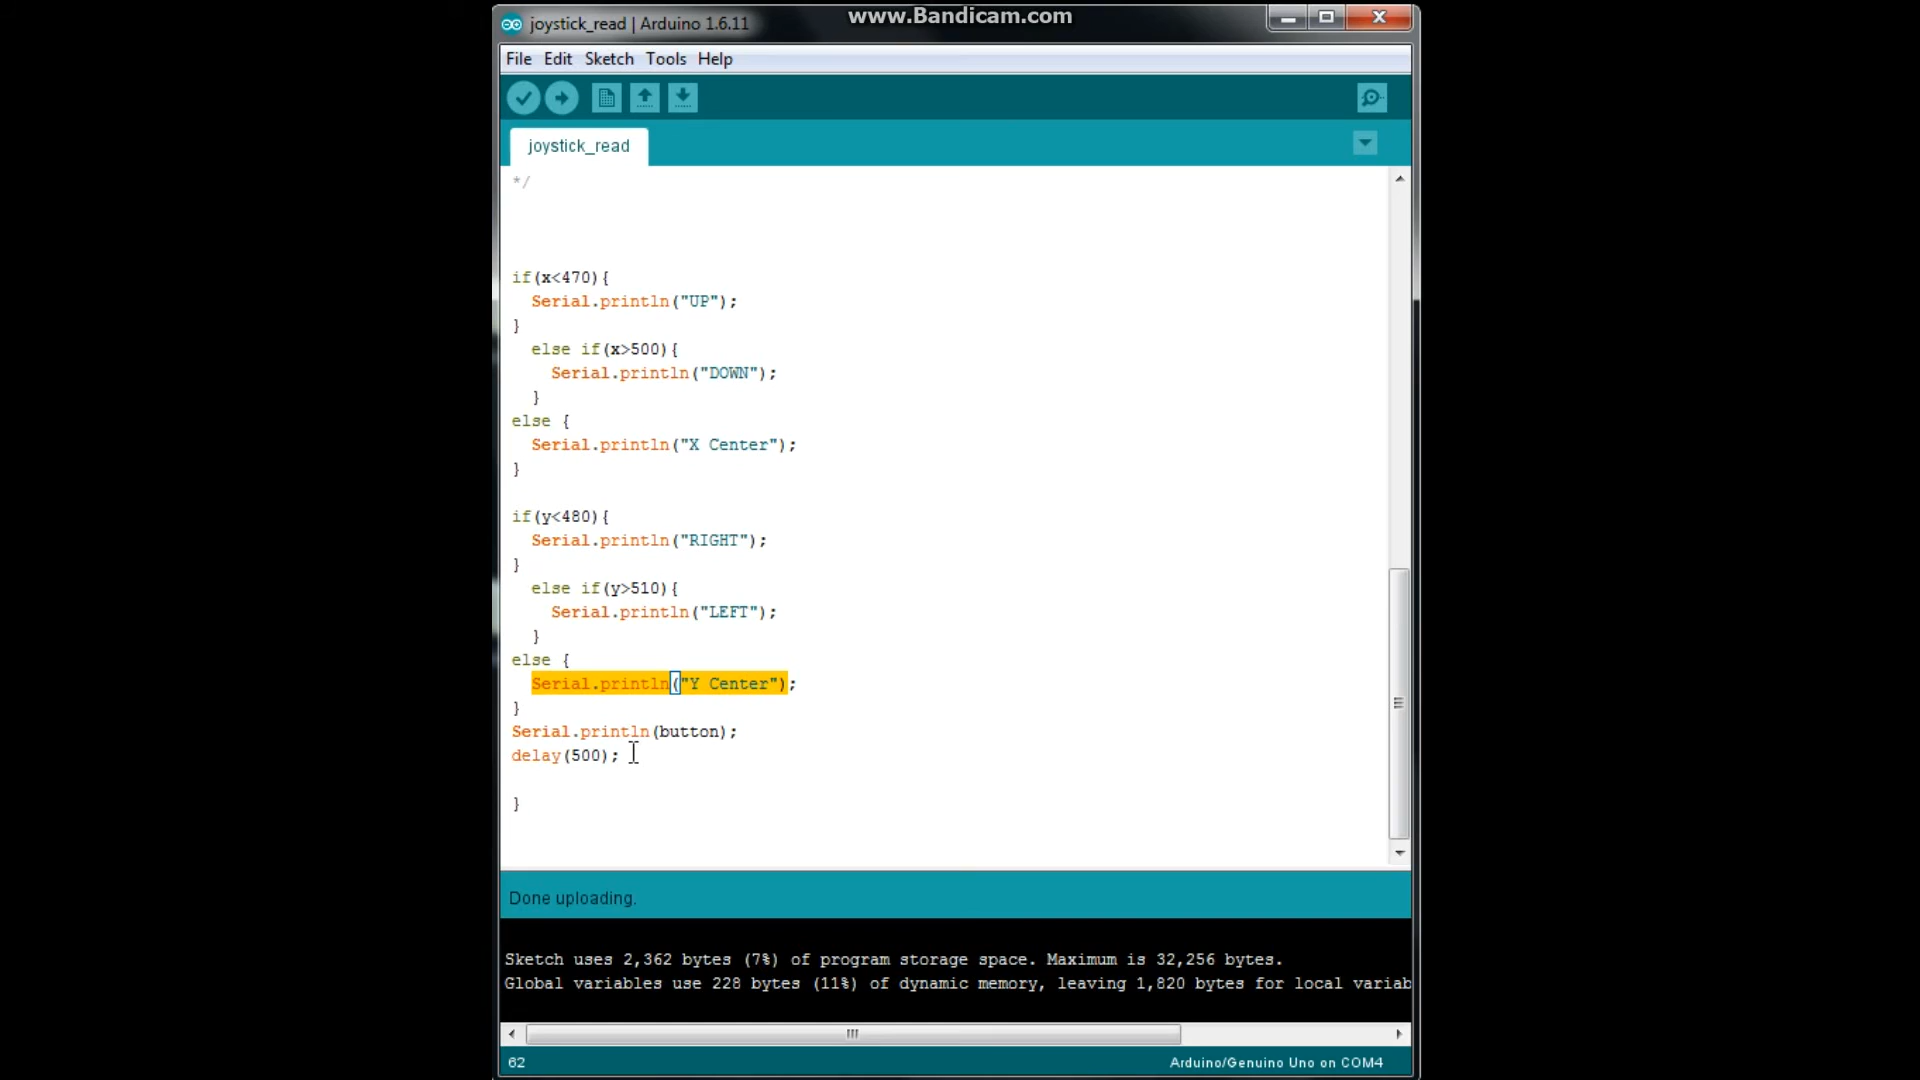 www.Bandicam.com
joystick_read | Arduino 1.6.11
File Edit Sketch Tools Help
joystick_read
*/
if(x<470){
Serial.println("UP");
}
else if(x>500){
Serial.println("DOWN");
}
else {
Serial.println("X Center");
}
if(y<480){
Serial.println("RIGHT");
}
else if(y>510){
Serial.println("LEFT");
}
else {
Serial.println("Y Center");
}
Serial.println(button);
delay(500);
}
Done uploading.
Sketch uses 2,362 bytes (7%) of program storage space. Maximum is 32,256 bytes.
Global variables use 228 bytes (11%) of dynamic memory, leaving 1,820 bytes for local variab
62
Arduino/Genuino Uno on COM4